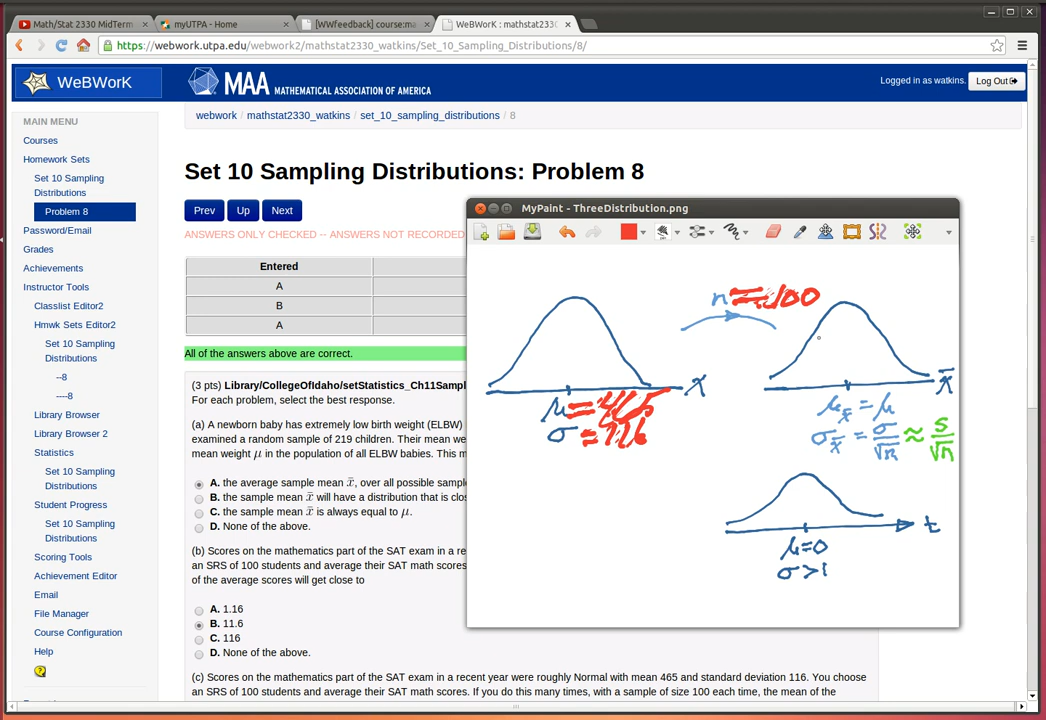 Math/Stat 2330 MidTerm
myUTPA - Home
[WWfeedback] course:ma
WeBWorK : mathstat233
https://webwork.utpa.edu/webwork2/mathstat2330_watkins/Set_10_Sampling_Distributions/8/
WeBWorK
MAA MATHEMATICAL ASSOCIATION OF AMERICA
Logged in as watkins.
Log Out
MAIN MENU
Courses
Homework Sets
Set 10 Sampling
Distributions
Problem 8
Password/Email
Grades
Achievements
Instructor Tools
Classlist Editor2
Hmwk Sets Editor2
Set 10 Sampling
Distributions
--8
----8
Library Browser
Library Browser 2
Statistics
Set 10 Sampling
Distributions
Student Progress
Set 10 Sampling
Distributions
Scoring Tools
Achievement Editor
Email
File Manager
Course Configuration
Help
webwork / mathstat2330_watkins / set_10_sampling_distributions / 8
Set 10 Sampling Distributions: Problem 8
Prev
Up
Next
ANSWERS ONLY CHECKED -- ANSWERS NOT RECORDED
Entered
A
B
A
All of the answers above are correct.
(3 pts) Library/CollegeOfIdaho/setStatistics_Ch11Samp
For each problem, select the best response.
(a) A newborn baby has extremely low birth weight (ELBW)
examined a random sample of 219 children. Their mean we
mean weight μ in the population of all ELBW babies. This m
A. the average sample mean x̄, over all possible sampl
B. the sample mean x̄ will have a distribution that is clos
C. the sample mean x̄ is always equal to μ.
D. None of the above.
(b) Scores on the mathematics part of the SAT exam in a re
an SRS of 100 students and average their SAT math scores
of the average scores will get close to
A. 1.16
B. 11.6
C. 116
D. None of the above.
(c) Scores on the mathematics part of the SAT exam in a recent year were roughly Normal with mean 465 and standard deviation 116. You choose
an SRS of 100 students and average their SAT math scores. If you do this many times, with a sample of size 100 each time, the mean of the
MyPaint - ThreeDistribution.png
n = 100
x
μ = 465
σ = 116
x̄
μx̄ = μ
σx̄ = σ/√n ≈ s/√n
t
μ=0
σ>1